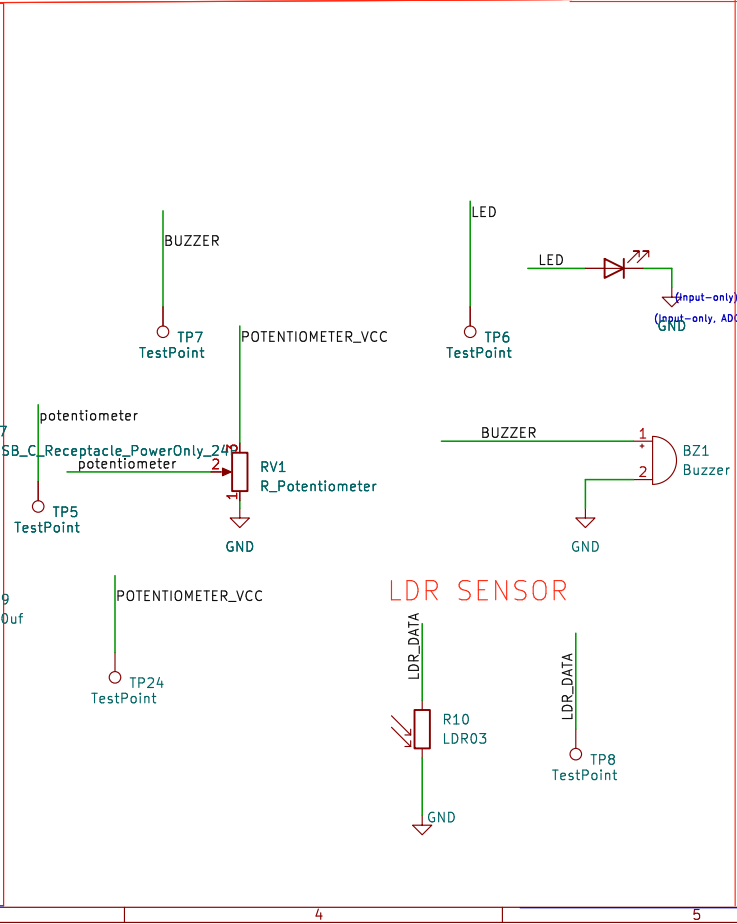 LED
BUZZER
LED
(Input-only)
(Input-only, ADC
GND
TP7
TestPoint
POTENTIOMETER_VCC
TP6
TestPoint
potentiometer
7
SB_C_Receptacle_PowerOnly_24P
potentiometer
3
2
1
RV1
R_Potentiometer
GND
TP5
TestPoint
BUZZER
1
+
2
BZ1
Buzzer
GND
9
0uf
POTENTIOMETER_VCC
TP24
TestPoint
LDR SENSOR
LDR_DATA
R10
LDR03
GND
LDR_DATA
TP8
TestPoint
4
5